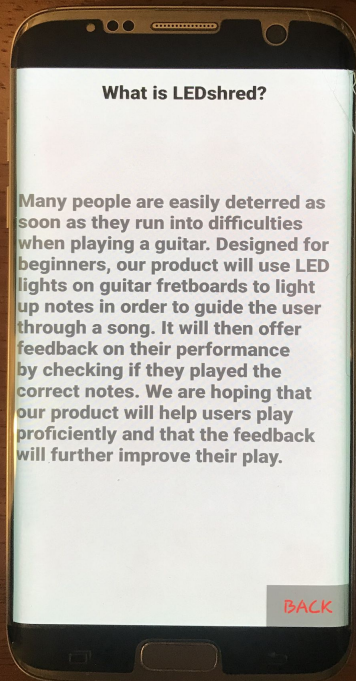 What is LEDshred?
Many people are easily deterred as
soon as they run into difficulties
when playing a guitar. Designed for
beginners, our product will use LED
lights on guitar fretboards to light
up notes in order to guide the user
through a song. It will then offer
feedback on their performance
by checking if they played the
correct notes. We are hoping that
our product will help users play
proficiently and that the feedback
will further improve their play.
BACK